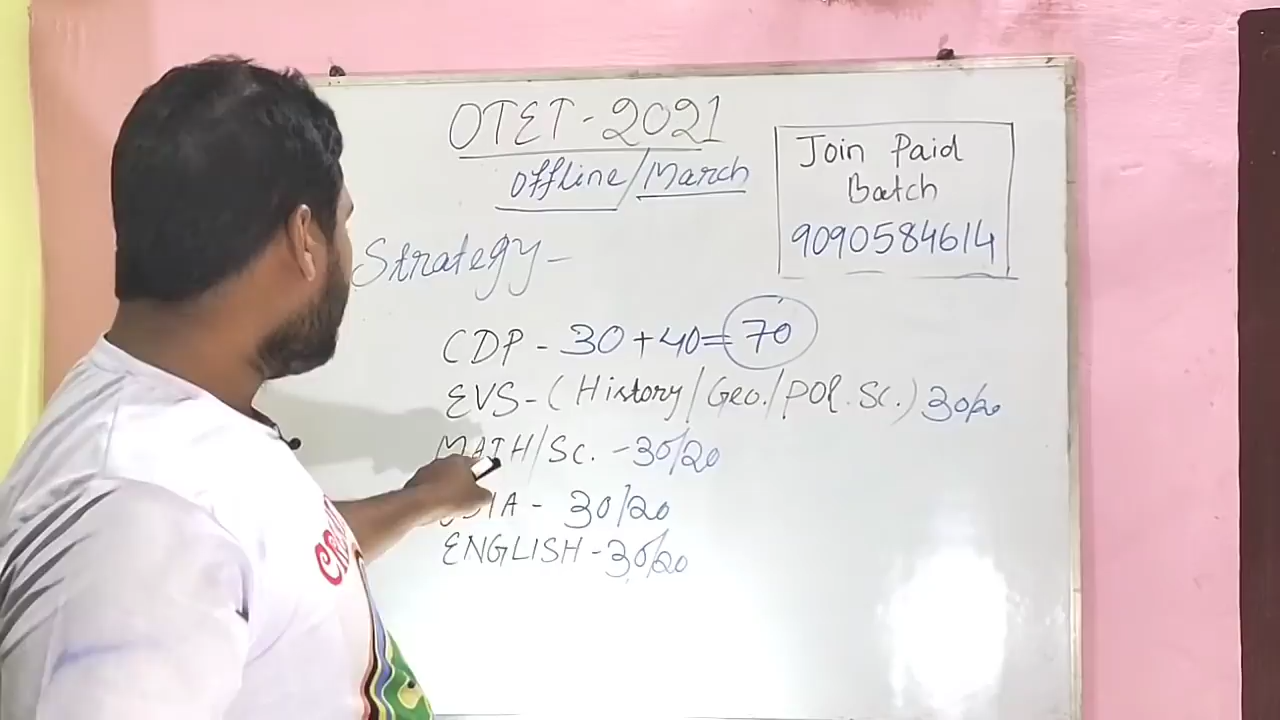 OTET-2021
Offline/March
Join Paid
Batch
9090584614
Strategy-
CDP - 30+40=70
EVS-(History/Geo./Pol.Sc.) 30/20
MATH/Sc. -30/20
- 30/20
ENGLISH -30/20